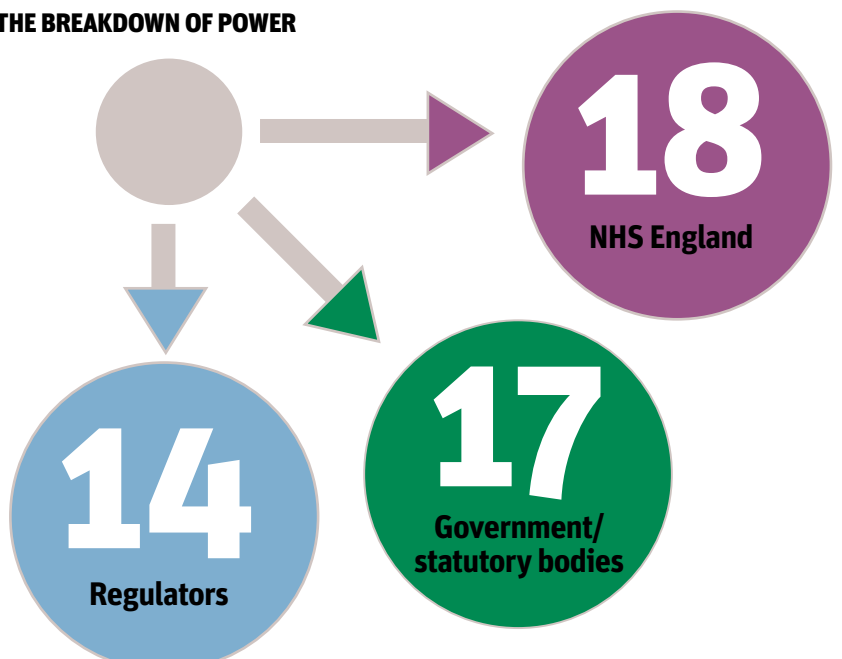 THE BREAKDOWN OF POWER
18
NHS England
17
Government/
statutory bodies
14
Regulators